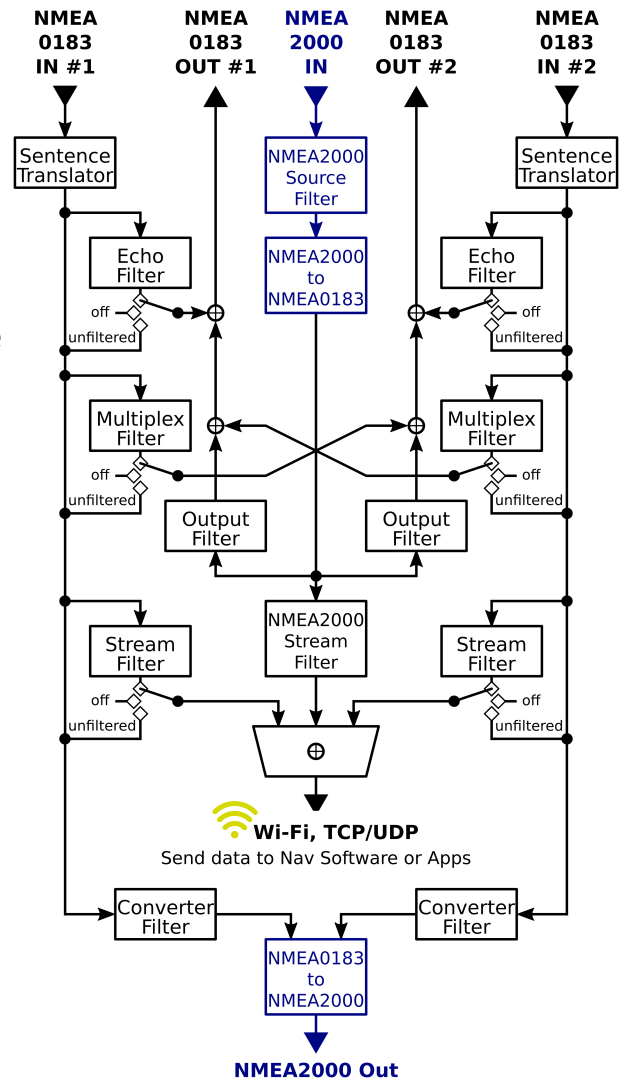 NMEA
0183
IN #1
NMEA
0183
OUT #1
NMEA
2000
IN
NMEA
0183
OUT #2
NMEA
0183
IN #2
Sentence
Translator
NMEA2000
Source
Filter
Sentence
Translator
Echo
Filter
NMEA2000
to
NMEA0183
Echo
Filter
off
unfiltered
off
unfiltered
Multiplex
Filter
Multiplex
Filter
off
unfiltered
off
unfiltered
Output
Filter
Output
Filter
Stream
Filter
NMEA2000
Stream
Filter
Stream
Filter
off
unfiltered
off
unfiltered
Wi-Fi, TCP/UDP
Send data to Nav Software or Apps
Converter
Filter
Converter
Filter
NMEA0183
to
NMEA2000
NMEA2000 Out